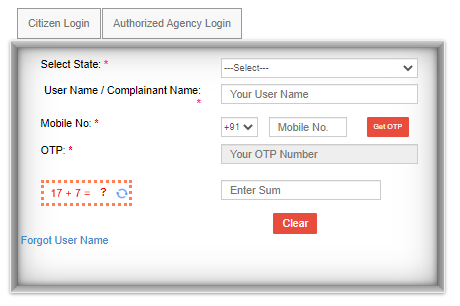 Citizen Login Authorized Agency Login
Select State: * ---Select---
User Name / Complainant Name: Your User Name
*
Mobile No: * +91 Mobile No. Get OTP
OTP: * Your OTP Number
17 + 7 = ? Enter Sum
Clear
Forgot User Name